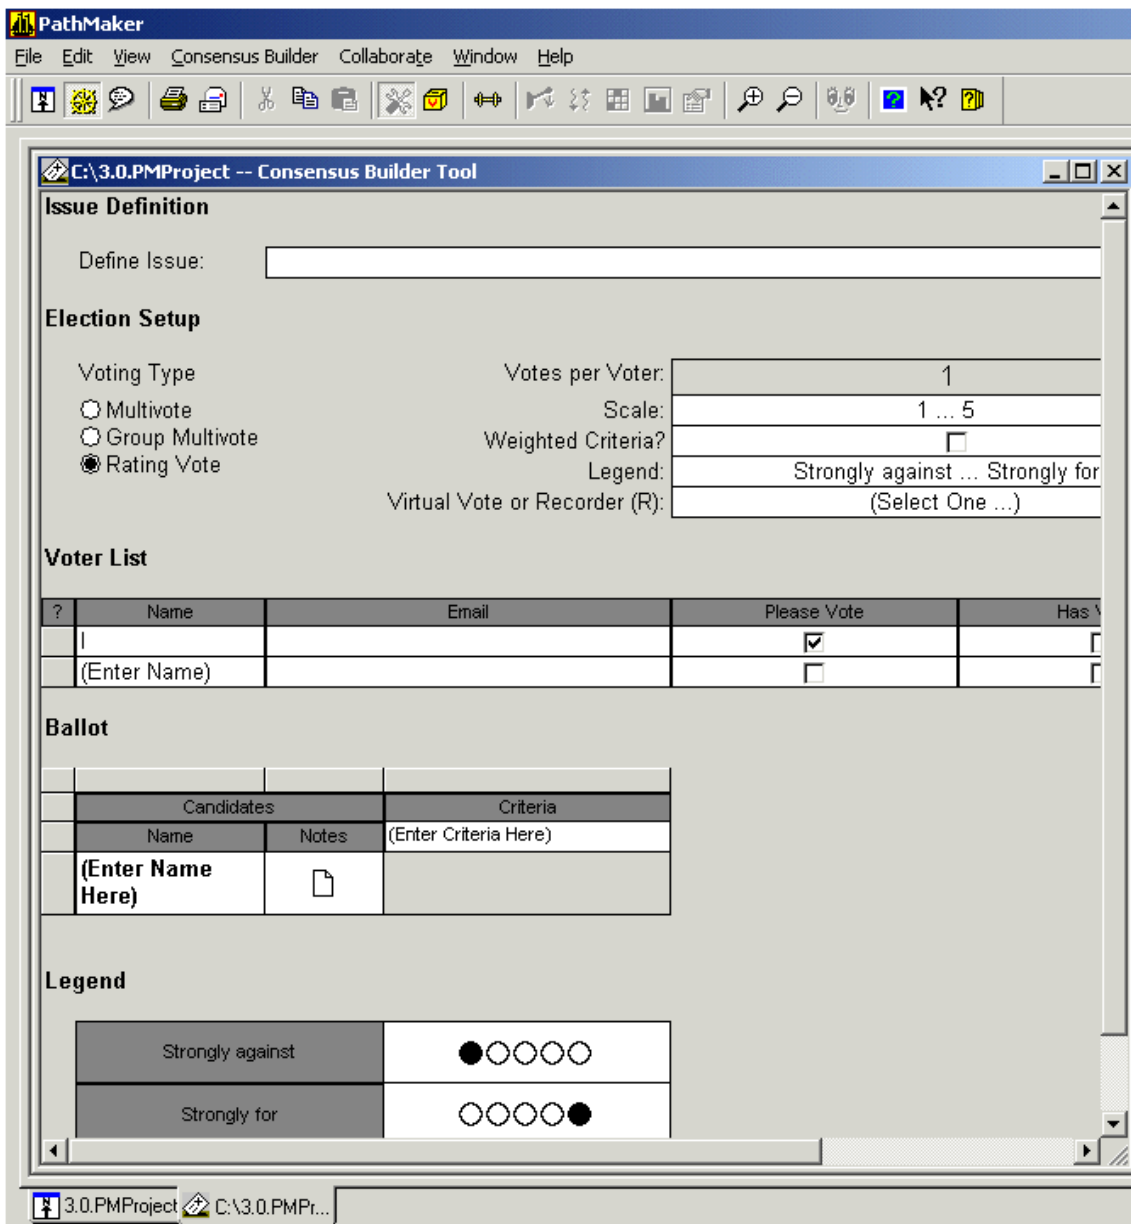 PathMaker
File Edit View Consensus Builder Collaborate Window Help
C:\3.0.PMProject -- Consensus Builder Tool
Issue Definition
Define Issue:
Election Setup
Voting Type
Votes per Voter: 1
Multivote
Scale: 1 ... 5
Group Multivote
Weighted Criteria?
Rating Vote
Legend: Strongly against ... Strongly for
Virtual Vote or Recorder (R): (Select One ...)
Voter List
? Name Email Please Vote Has V
(Enter Name)
Ballot
Candidates Criteria
Name Notes (Enter Criteria Here)
(Enter Name
Here)
Legend
Strongly against
Strongly for
3.0.PMProject C:\3.0.PMPr...